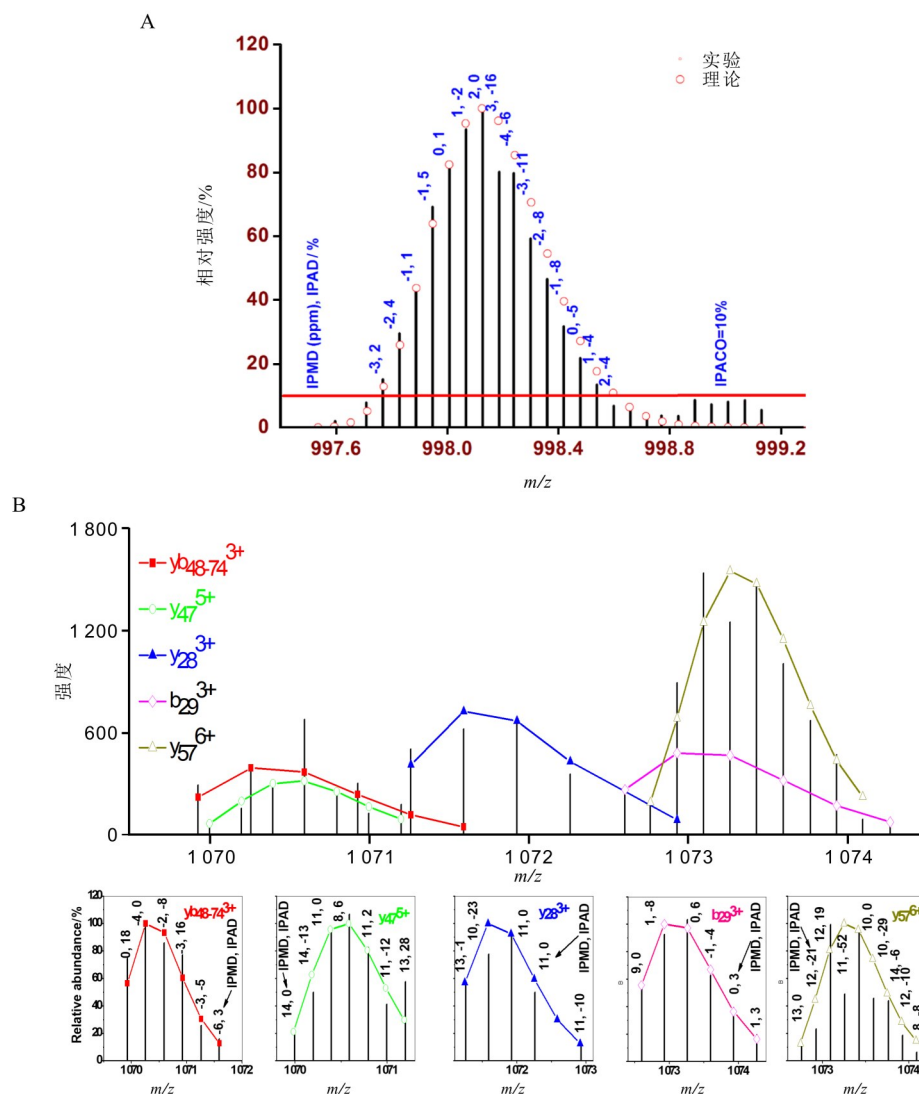 A
120
100
80
60
40
20
0
相对强度/%
实验
理论
IPMD (ppm), IPAD/%
-3, 2
-2, 4
-1, 1
-1, 5
0, 1
1, -2
2, 0
3, -16
-4, -6
-3, -11
-2, -8
-1, -8
0, -5
1, -4
2, -4
IPACO=10%
997.6 998.0 998.4 998.8 999.2
m/z
B
1 800
1 200
600
0
强度
yb48-74 3+
y47 5+
y28 3+
b29 3+
y57 6+
1 070 1 071 1 072 1 073 1 074
m/z
Relative abundance/%
120
100
80
60
40
20
0
yb48-74 3+
0, 18
-4, 0
-2, -8
-3, 16
-3, -5
-6, 3
IPMD, IPAD
1070 1071 1072
m/z
y47 5+
IPMD, IPAD
14, 0
14, -13
11, 0
8, 6
11, 2
11, -12
13, 28
1070 1071
m/z
y28 3+
13, -1
10, -23
11, 0
11, 0
11, -10
IPMD, IPAD
1072 1073
m/z
b29 3+
9, 0
1, -8
0, 6
-1, -4
0, 3
1, 3
IPMD, IPAD
1073 1074
m/z
y57 6+
IPMD, IPAD
13, 0
12, -21
12, 19
11, -52
10, 0
10, -29
14, -6
12, -10
8, -8
1073 1074
m/z